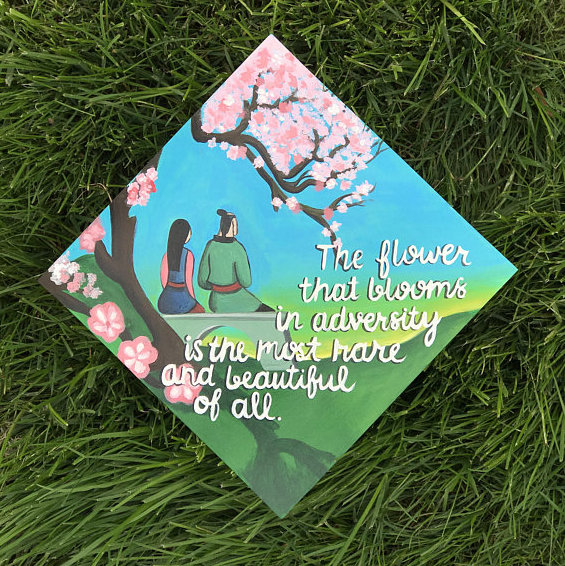 The flower
that blooms
in adversity
is the most rare
and beautiful
of all.